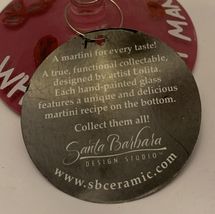 A martini for every taste!
A true, functional collectable,
designed by artist Lolita.
Each hand-painted glass
features a unique and delicious
martini recipe on the bottom.
Collect them all!
Santa Barbara
DESIGN STUDIO™
www.sbceramic.com